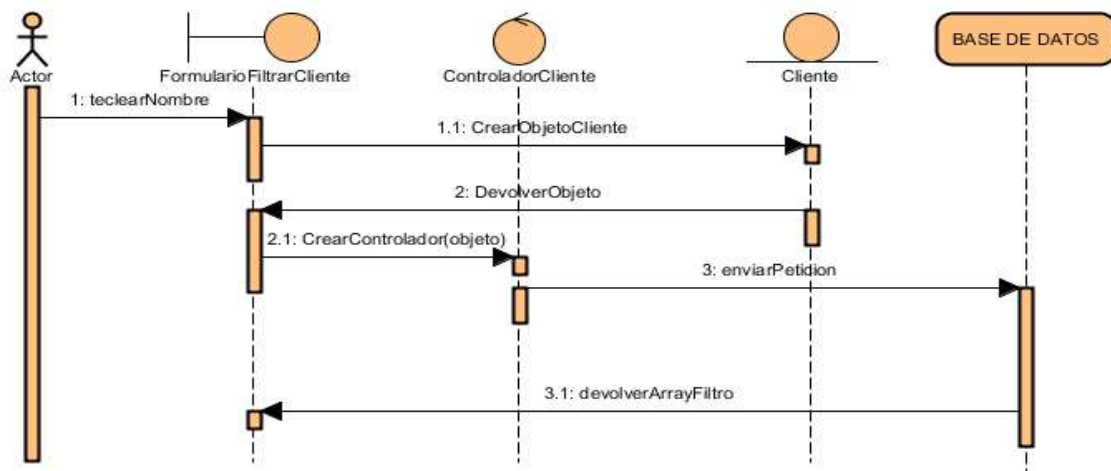 BASE DE DATOS
Actor
FormularioFiltrarCliente
ControladorCliente
Cliente
1: teclearNombre
1.1: CrearObjetoCliente
2: DevolverObjeto
2.1: CrearControlador(objeto)
3: enviarPeticion
3.1: devolverArrayFiltro